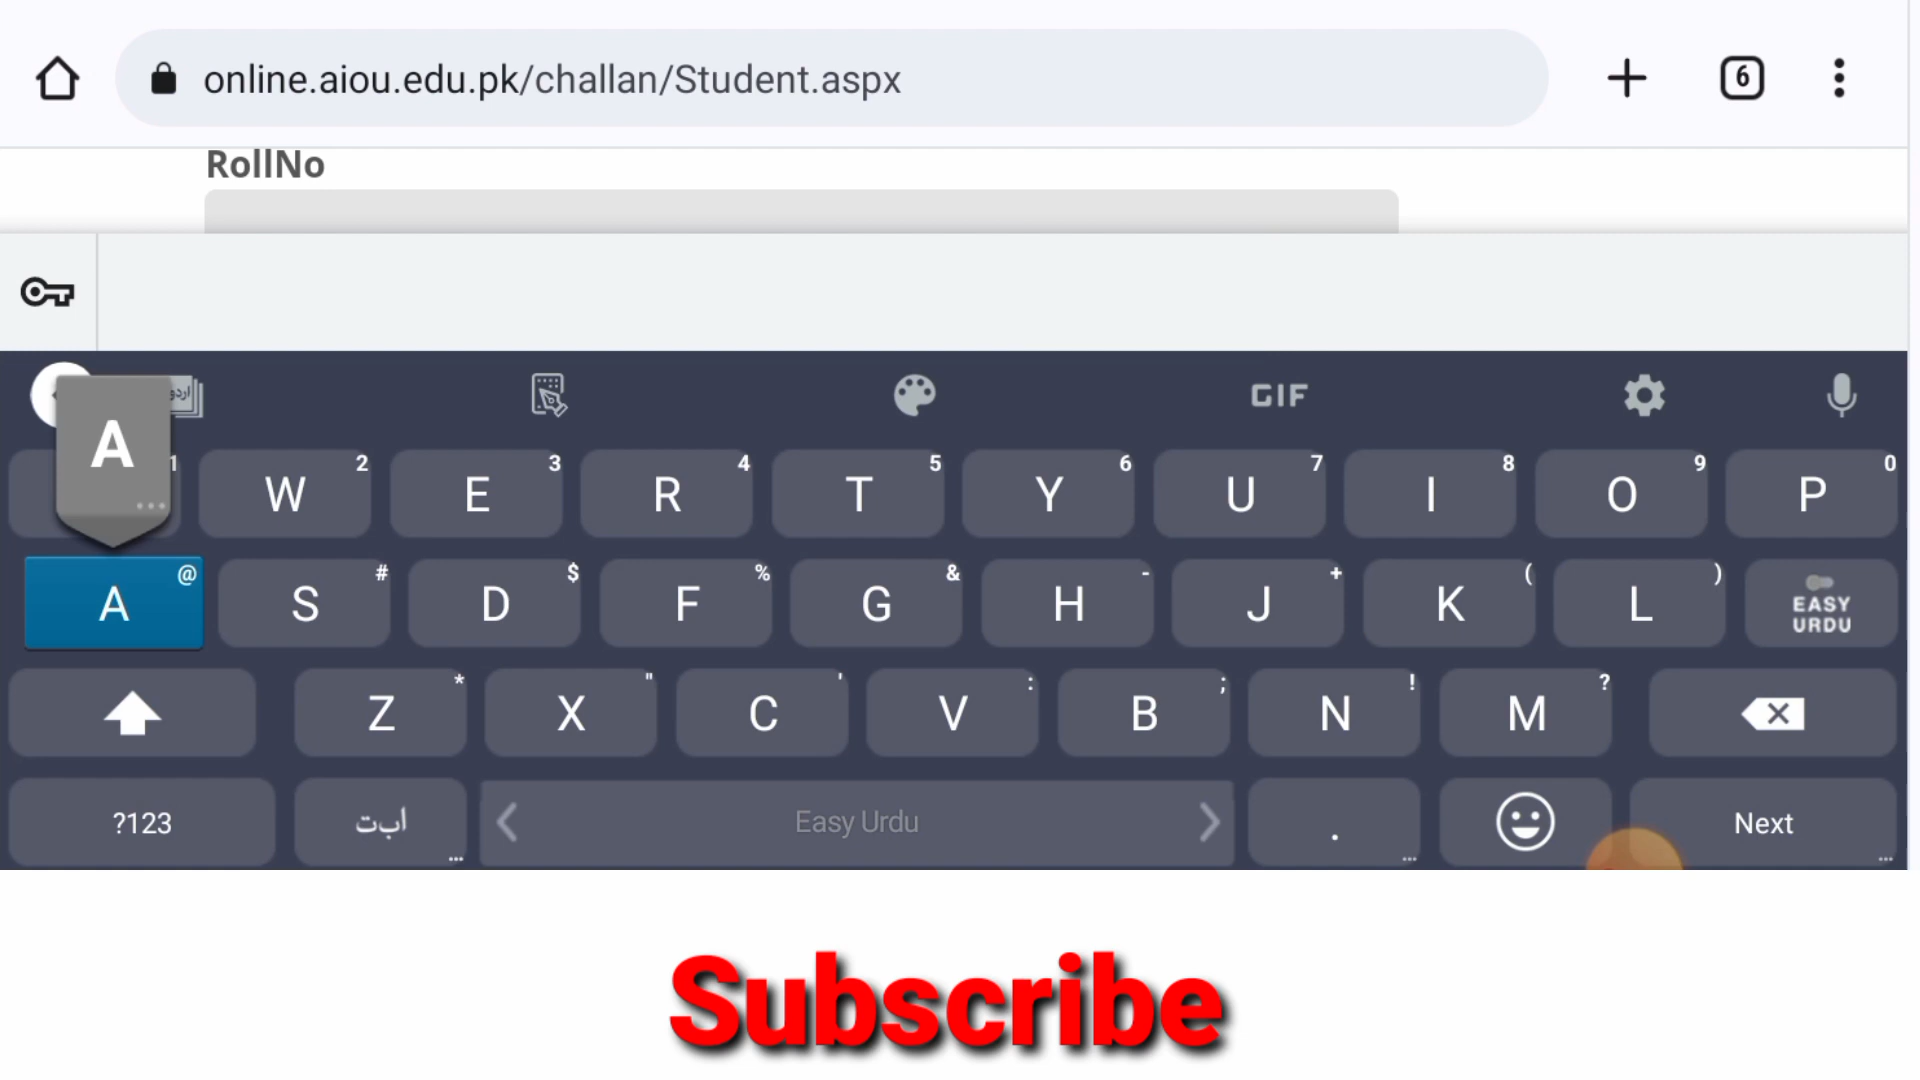 online.aiou.edu.pk/challan/Student.aspx
6
RollNo
اردو
GIF
A
1
W 2
E 3
R 4
T 5
Y 6
U 7
I 8
O 9
P 0
A @
S #
D $
F %
G &
H -
J +
K (
L )
EASY
URDU
Z *
X "
C '
V :
B ;
N !
M ?
?123
ا ب ت
...
Easy Urdu
.
...
Next
...
Subscribe